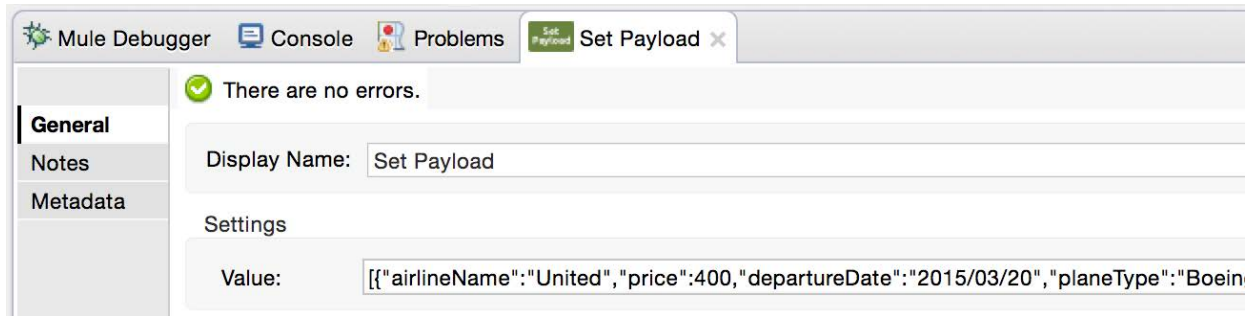 Mule Debugger Console Problems Set Payload Set Payload
There are no errors.
General
Display Name: Set Payload
Notes
Metadata
Settings
Value: [{"airlineName":"United","price":400,"departureDate":"2015/03/20","planeType":"Boein